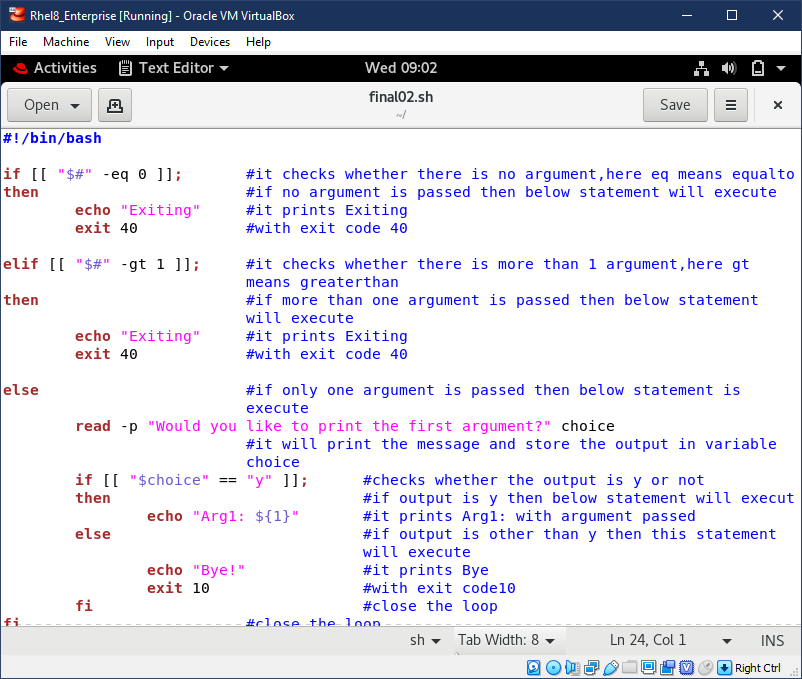 Rhel8_Enterprise [Running] - Oracle VM VirtualBox
File Machine View Input Devices Help
Activities Text Editor Wed 09:02
Open final02.sh Save
~/
#!/bin/bash
if [[ "$#" -eq 0 ]]; #it checks whether there is no argument,here eq means equalto
then #if no argument is passed then below statement will execute
echo "Exiting" #it prints Exiting
exit 40 #with exit code 40
elif [[ "$#" -gt 1 ]]; #it checks whether there is more than 1 argument,here gt
means greaterthan
then #if more than one argument is passed then below statement
will execute
echo "Exiting" #it prints Exiting
exit 40 #with exit code 40
else #if only one argument is passed then below statement is
execute
read -p "Would you like to print the first argument?" choice
#it will print the message and store the output in variable
choice
if [[ "$choice" == "y" ]]; #checks whether the output is y or not
then #if output is y then below statement will execut
echo "Arg1: ${1}" #it prints Arg1: with argument passed
else #if output is other than y then this statement
will execute
echo "Bye!" #it prints Bye
exit 10 #with exit code10
fi #close the loop
fi #close the loop
sh Tab Width: 8 Ln 24, Col 1 INS
Right Ctrl